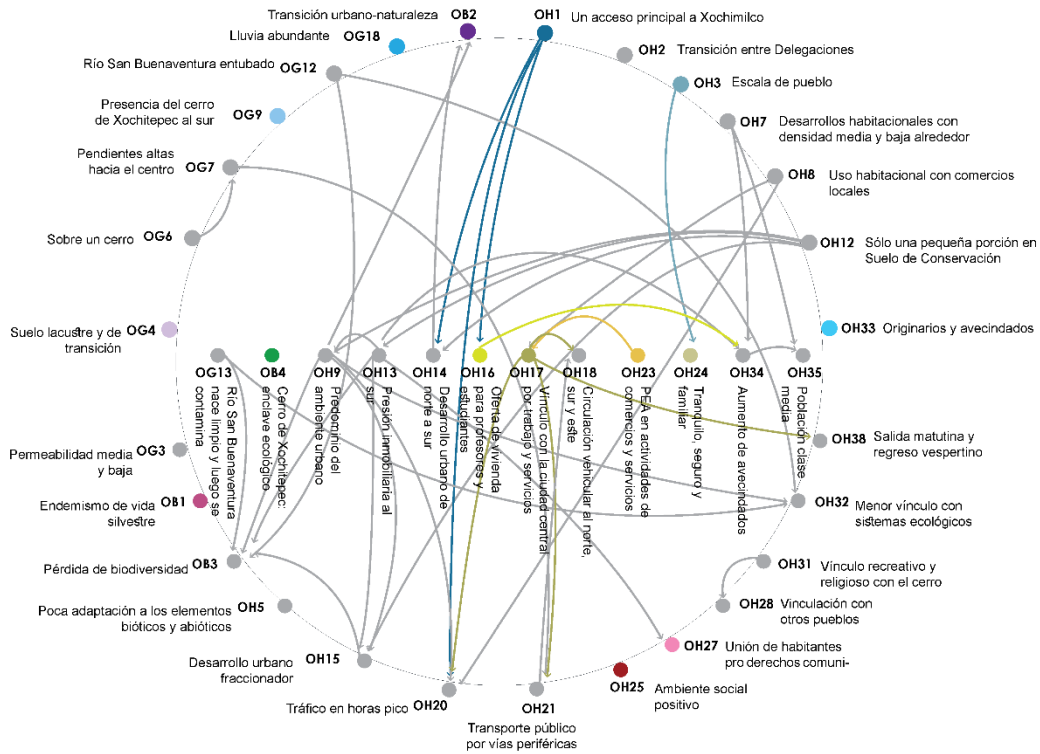 Transición urbano-naturaleza
OB2
OH1
Un acceso principal a Xochimilco
Lluvia abundante
OG18
OH2
Transición entre Delegaciones
Río San Buenaventura entubado
OG12
OH3
Escala de pueblo
Presencia del cerro
de Xochitepec al sur
OG9
OH7
Desarrollos habitacionales con
densidad media y baja alrededor
Pendientes altas
hacia el centro
OG7
OH8
Uso habitacional con comercios
locales
Sobre un cerro
OG6
OH12
Sólo una pequeña porción en
Suelo de Conservación
Suelo lacustre y de
transición
OG4
OH33
Originarios y avecindados
OG13
Río San Buenaventura
nace limpio y luego se
contamina
OB4
Cerro de Xochitepec:
enclave ecológico
OH9
Predominio del
ambiente urbano
OH13
Presión inmobiliaria al
sur
OH14
Desarrollo urbano de
norte a sur
OH16
Oferta de vivienda
para profesores y
estudiantes
OH17
Vínculo con la ciudad central
por trabajo y servicios
OH18
Circulación vehicular al norte,
sur y este
OH23
PEA en actividades de
comercios y servicios
OH24
Tranquilo, seguro y
familiar
OH34
Aumento de avecindados
OH35
Población clase
media
Permeabilidad media
y baja
OG3
OH38
Salida matutina y
regreso vespertino
Endemismo de vida
silvestre
OB1
OH32
Menor vínculo con
sistemas ecológicos
Pérdida de biodiversidad
OB3
OH31
Vínculo recreativo y
religioso con el cerro
Poca adaptación a los elementos
bióticos y abióticos
OH5
OH28
Vinculación con
otros pueblos
Desarrollo urbano
fraccionador
OH15
OH27
Unión de habitantes
pro derechos comuni-
Tráfico en horas pico
OH20
OH21
Transporte público
por vías periféricas
OH25
Ambiente social
positivo